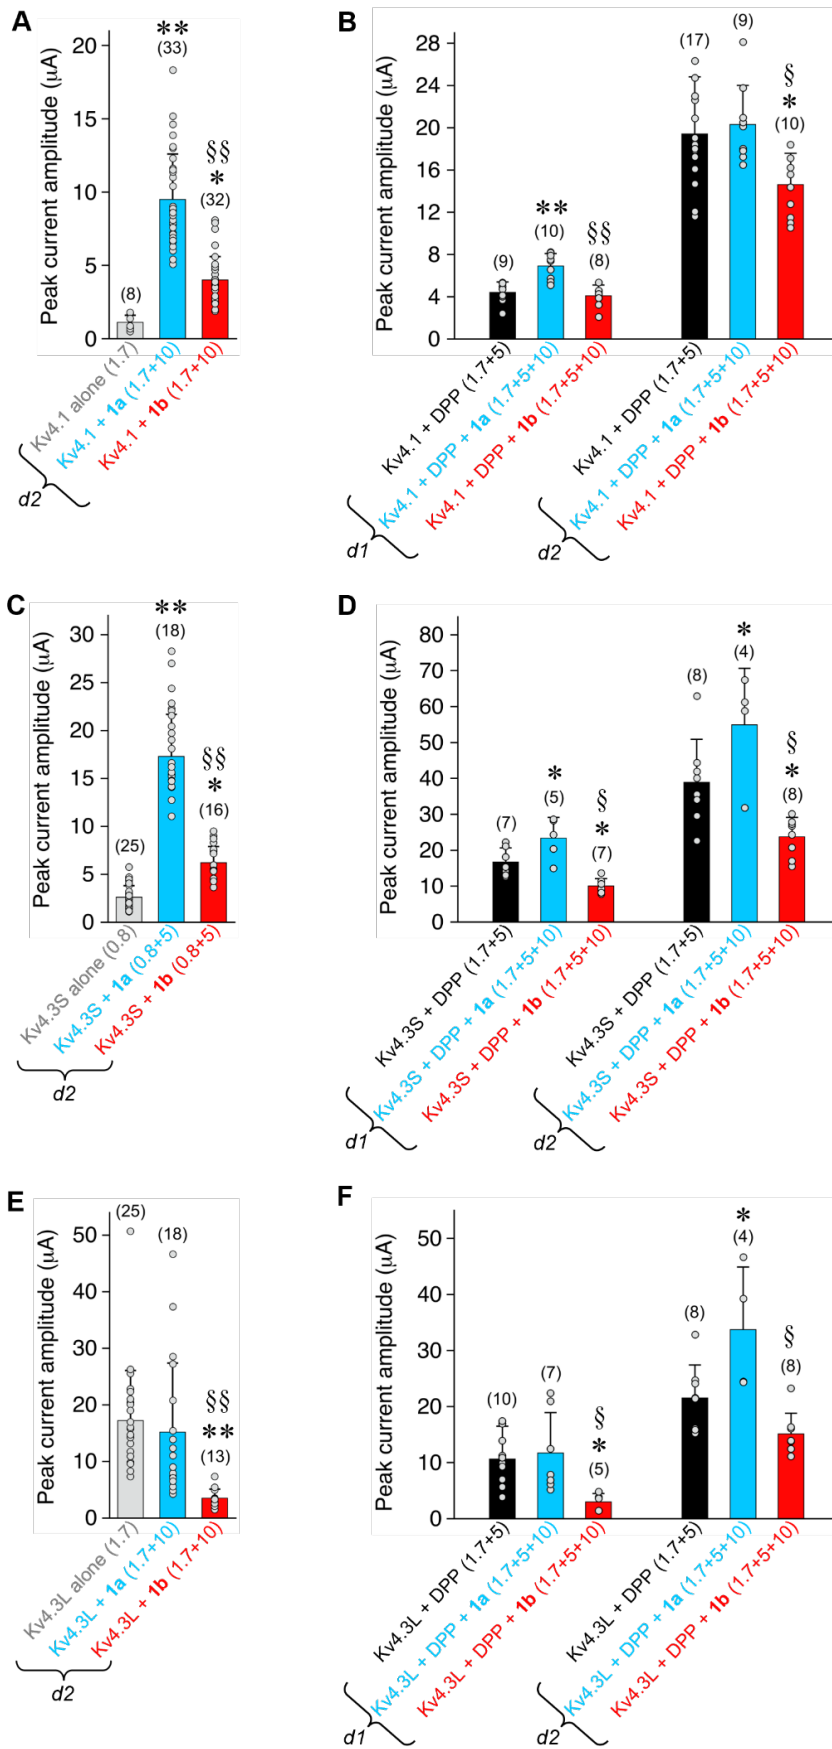 A
Peak current amplitude (μA)
20
15
10
5
0
(8)
**
(33)
§§
*
(32)
Kv4.1 alone (1.7)
Kv4.1 + 1a (1.7+10)
Kv4.1 + 1b (1.7+10)
d2
B
Peak current amplitude (μA)
28
24
20
16
12
8
4
0
(9)
**
(10)
§§
(8)
(17)
(9)
§
*
(10)
Kv4.1 + DPP (1.7+5)
Kv4.1 + DPP + 1a (1.7+5+10)
Kv4.1 + DPP + 1b (1.7+5+10)
d1
Kv4.1 + DPP (1.7+5)
Kv4.1 + DPP + 1a (1.7+5+10)
Kv4.1 + DPP + 1b (1.7+5+10)
d2
C
Peak current amplitude (μA)
30
25
20
15
10
5
0
(25)
**
(18)
§§
*
(16)
Kv4.3S alone (0.8)
Kv4.3S + 1a (0.8+5)
Kv4.3S + 1b (0.8+5)
d2
D
Peak current amplitude (μA)
80
70
60
50
40
30
20
10
0
(7)
*
(5)
§
*
(7)
(8)
*
(4)
§
*
(8)
Kv4.3S + DPP (1.7+5)
Kv4.3S + DPP + 1a (1.7+5+10)
Kv4.3S + DPP + 1b (1.7+5+10)
d1
Kv4.3S + DPP (1.7+5)
Kv4.3S + DPP + 1a (1.7+5+10)
Kv4.3S + DPP + 1b (1.7+5+10)
d2
E
Peak current amplitude (μA)
50
40
30
20
10
0
(25)
(18)
§§
**
(13)
Kv4.3L alone (1.7)
Kv4.3L + 1a (1.7+10)
Kv4.3L + 1b (1.7+10)
d2
F
Peak current amplitude (μA)
50
40
30
20
10
0
(10)
(7)
§
*
(5)
(8)
*
(4)
§
(8)
Kv4.3L + DPP (1.7+5)
Kv4.3L + DPP + 1a (1.7+5+10)
Kv4.3L + DPP + 1b (1.7+5+10)
d1
Kv4.3L + DPP (1.7+5)
Kv4.3L + DPP + 1a (1.7+5+10)
Kv4.3L + DPP + 1b (1.7+5+10)
d2